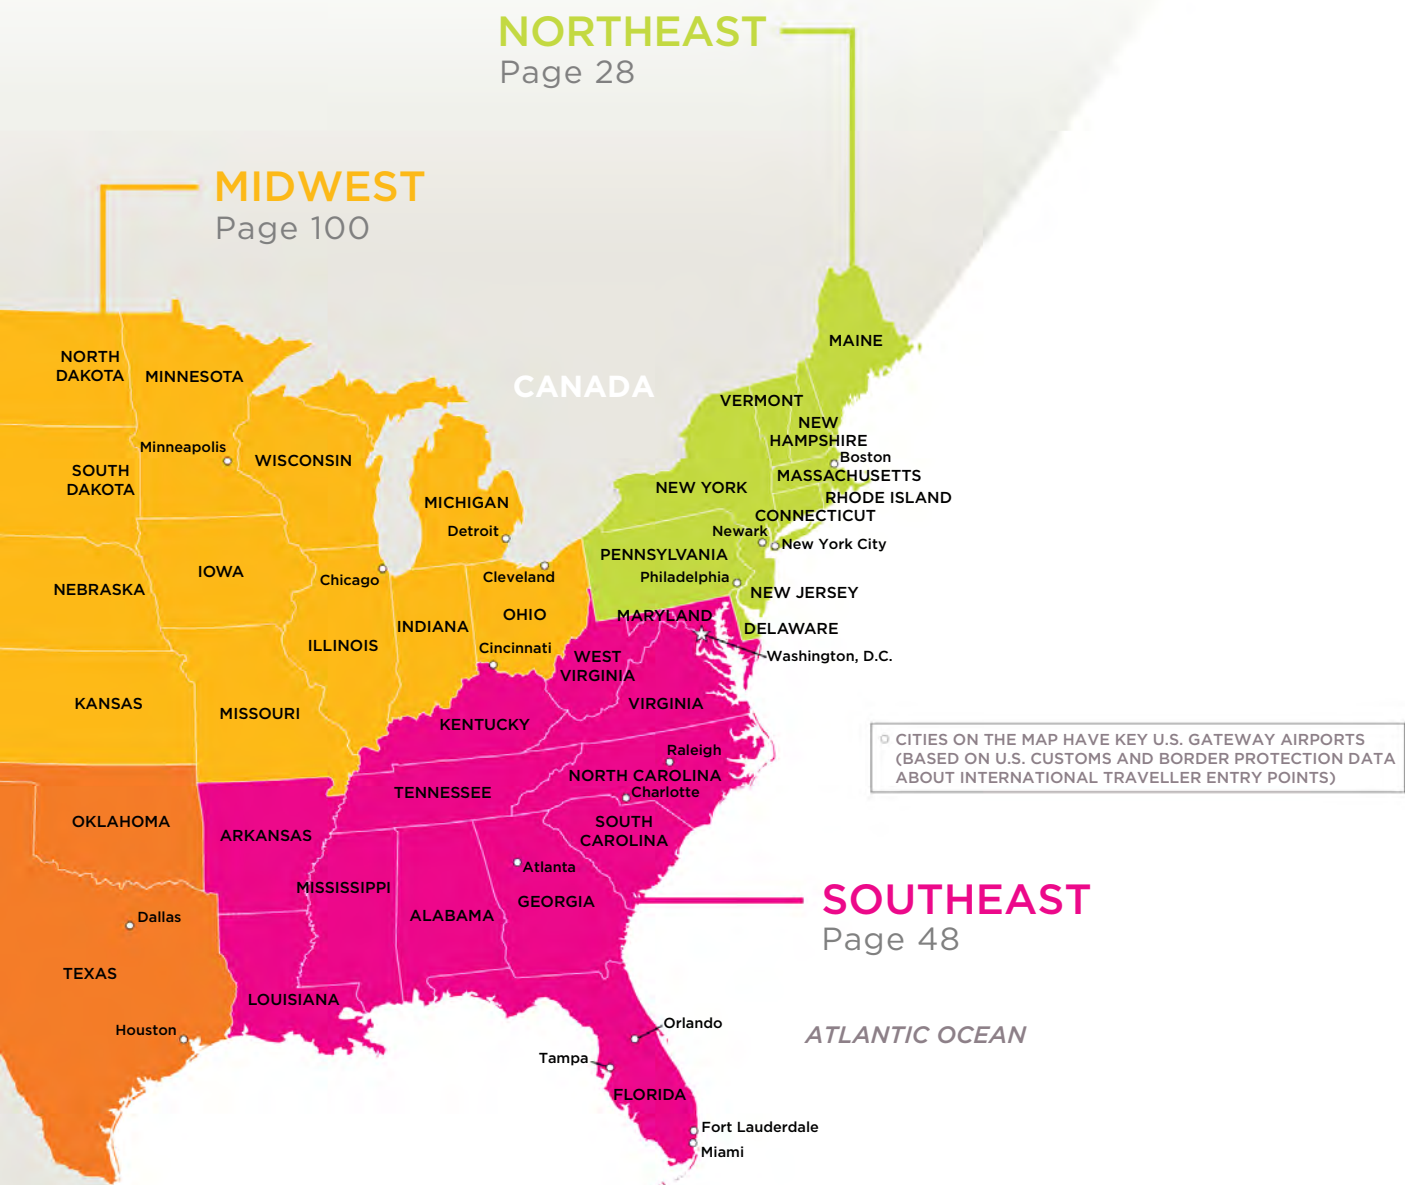 NORTHEAST
Page 28
MIDWEST
Page 100
CANADA
MAINE
VERMONT
NEW
HAMPSHIRE
Boston
MASSACHUSETTS
RHODE ISLAND
CONNECTICUT
NEW YORK
Newark
New York City
PENNSYLVANIA
Philadelphia
NEW JERSEY
MARYLAND
DELAWARE
Washington, D.C.
NORTH
DAKOTA
MINNESOTA
Minneapolis
WISCONSIN
SOUTH
DAKOTA
MICHIGAN
Detroit
IOWA
Chicago
Cleveland
NEBRASKA
OHIO
INDIANA
ILLINOIS
Cincinnati
KANSAS
MISSOURI
WEST
VIRGINIA
VIRGINIA
KENTUCKY
Raleigh
NORTH CAROLINA
Charlotte
TENNESSEE
SOUTH
CAROLINA
CITIES ON THE MAP HAVE KEY U.S. GATEWAY AIRPORTS
(BASED ON U.S. CUSTOMS AND BORDER PROTECTION DATA
ABOUT INTERNATIONAL TRAVELLER ENTRY POINTS)
OKLAHOMA
ARKANSAS
Atlanta
MISSISSIPPI
GEORGIA
ALABAMA
SOUTHEAST
Page 48
Dallas
TEXAS
LOUISIANA
Houston
Orlando
ATLANTIC OCEAN
Tampa
FLORIDA
Fort Lauderdale
Miami